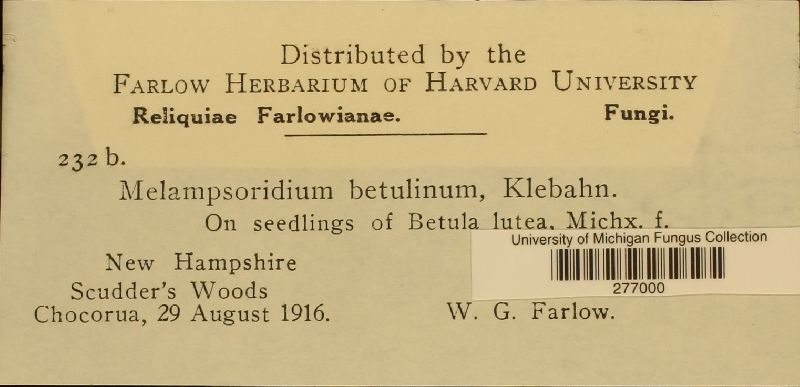 Distributed by the
FARLOW HERBARIUM OF HARVARD UNIVERSITY
Reliquiae Farlowianae. Fungi.
232 b.
Melampsoridium betulinum, Klebahn.
On seedlings of Betula lutea, Michx. f.
University of Michigan Fungus Collection
277000
New Hampshire
Scudder's Woods
Chocorua, 29 August 1916. W. G. Farlow.